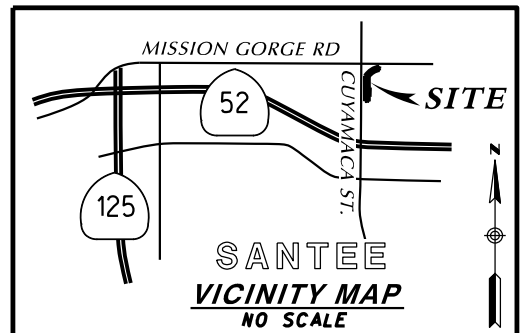 MISSION GORGE RD
52
CUYAMACA ST.
SITE
N
125
SANTEE
VICINITY MAP
NO SCALE